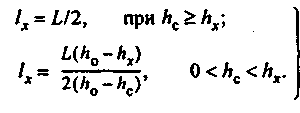 l_x = L/2, при h_c ≥ h_x;
l_x = L(h_o − h_x) / 2(h_o − h_c), 0 < h_c < h_x.